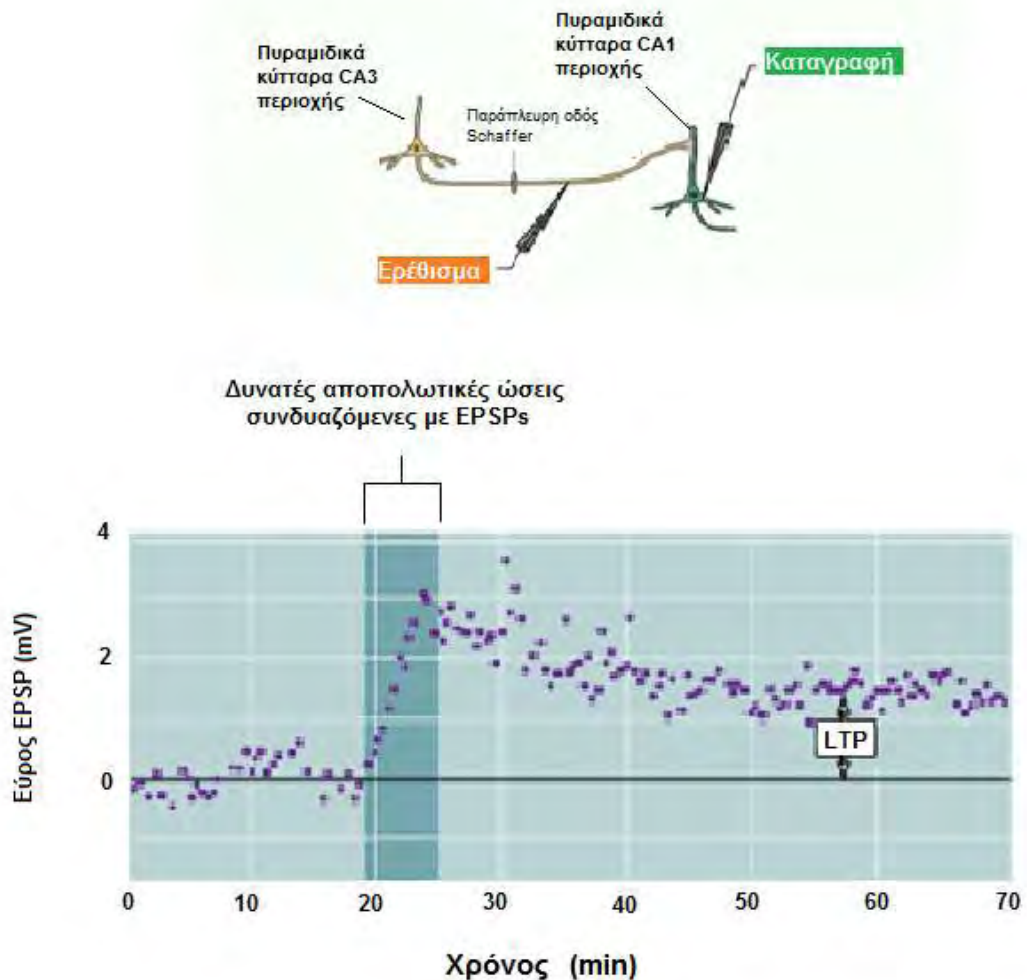 Πυραμιδικά
κύτταρα CA3
περιοχής
Παράπλευρη οδός
Schaffer
Πυραμιδικά
κύτταρα CA1
περιοχής
Καταγραφή
Ερέθισμα
Δυνατές αποπολωτικές ώσεις
συνδυαζόμενες με EPSPs
Εύρος EPSP (mV)
4
2
0
LTP
0 10 20 30 40 50 60 70
Χρόνος (min)